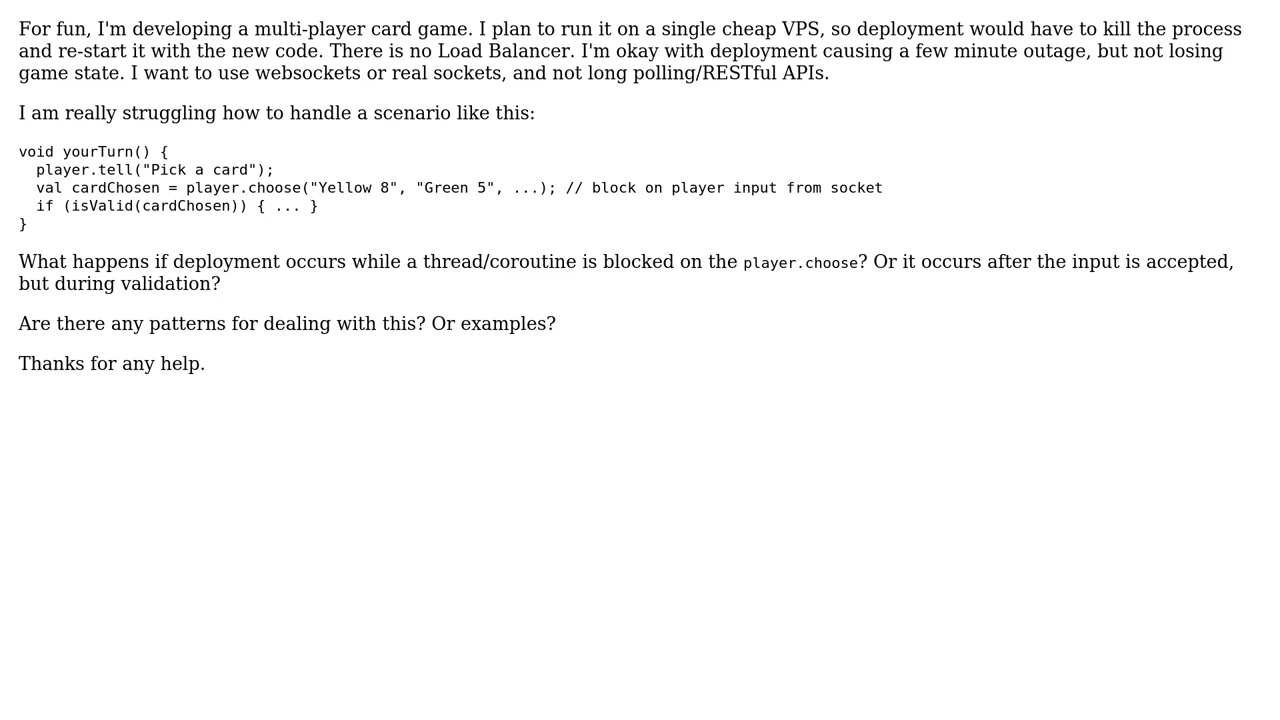 For fun, I'm developing a multi-player card game. I plan to run it on a single cheap VPS, so deployment would have to kill the process
and re-start it with the new code. There is no Load Balancer. I'm okay with deployment causing a few minute outage, but not losing
game state. I want to use websockets or real sockets, and not long polling/RESTful APIs.
I am really struggling how to handle a scenario like this:
void yourTurn() {
  player.tell("Pick a card");
  val cardChosen = player.choose("Yellow 8", "Green 5", ...); // block on player input from socket
  if (isValid(cardChosen)) { ... }
}
What happens if deployment occurs while a thread/coroutine is blocked on the player.choose? Or it occurs after the input is accepted,
but during validation?
Are there any patterns for dealing with this? Or examples?
Thanks for any help.